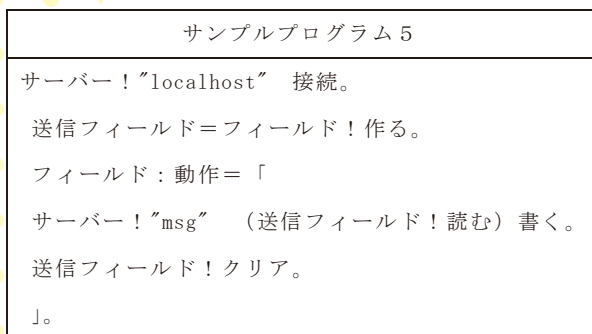 サンプルプログラム５
サーバー！"localhost"　接続。
送信フィールド＝フィールド！作る。
フィールド：動作＝「
サーバー！"msg"　（送信フィールド！読む）書く。
送信フィールド！クリア。
」。